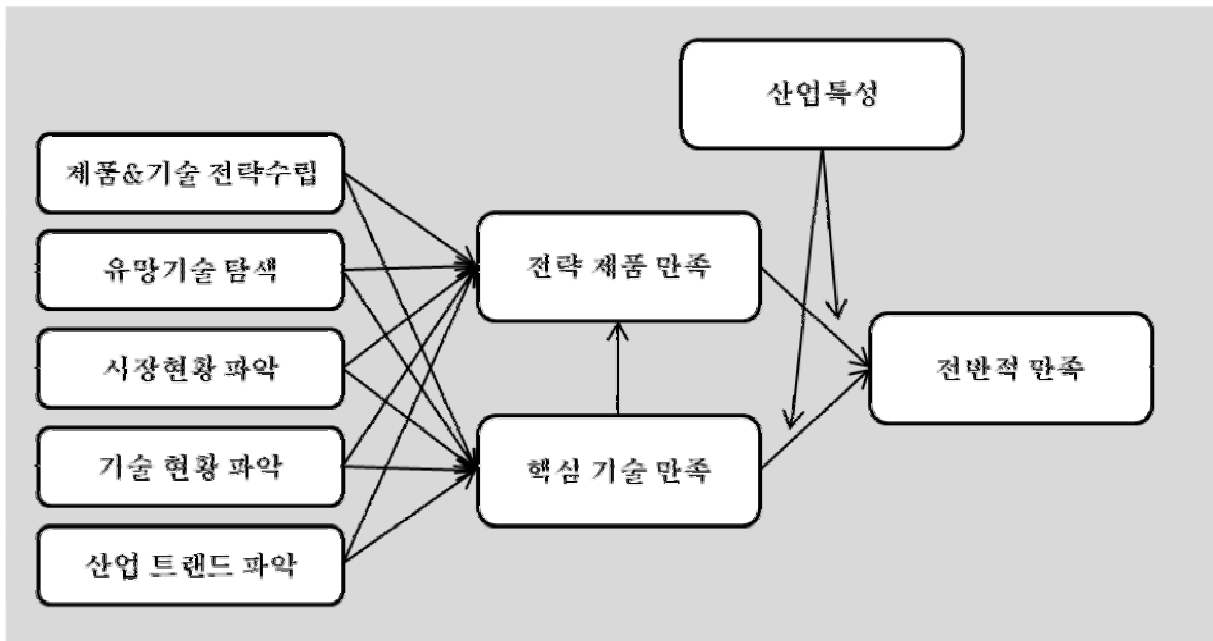 산업특성
제품&기술 전략수립
유망기술 탐색
시장현황 파악
기술 현황 파악
산업 트랜드 파악
전략 제품 만족
핵심 기술 만족
전반적 만족